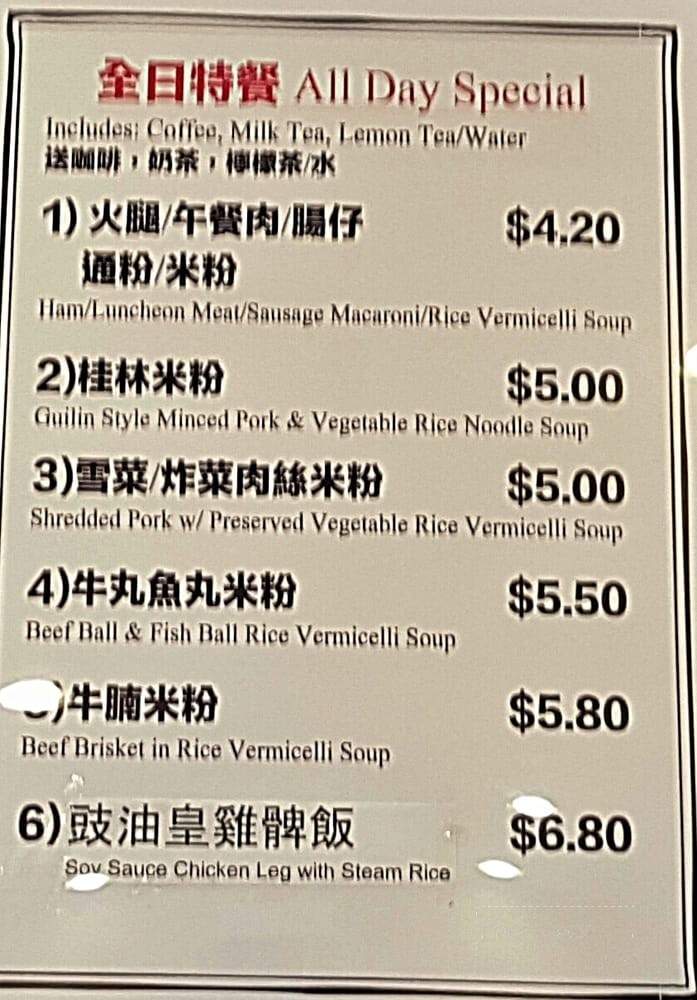 全日特餐 All Day Special
Includes: Coffee, Milk Tea, Lemon Tea/Water
送咖啡，奶茶，檸檬茶/水
1) 火腿/午餐肉/腸仔 $4.20
通粉/米粉
Ham/Luncheon Meat/Sausage Macaroni/Rice Vermicelli Soup
2)桂林米粉 $5.00
Guilin Style Minced Pork & Vegetable Rice Noodle Soup
3)雪菜/炸菜肉絲米粉 $5.00
Shredded Pork w/ Preserved Vegetable Rice Vermicelli Soup
4)牛丸魚丸米粉 $5.50
Beef Ball & Fish Ball Rice Vermicelli Soup
5)牛腩米粉 $5.80
Beef Brisket in Rice Vermicelli Soup
6)豉油皇雞髀飯 $6.80
Soy Sauce Chicken Leg with Steam Rice